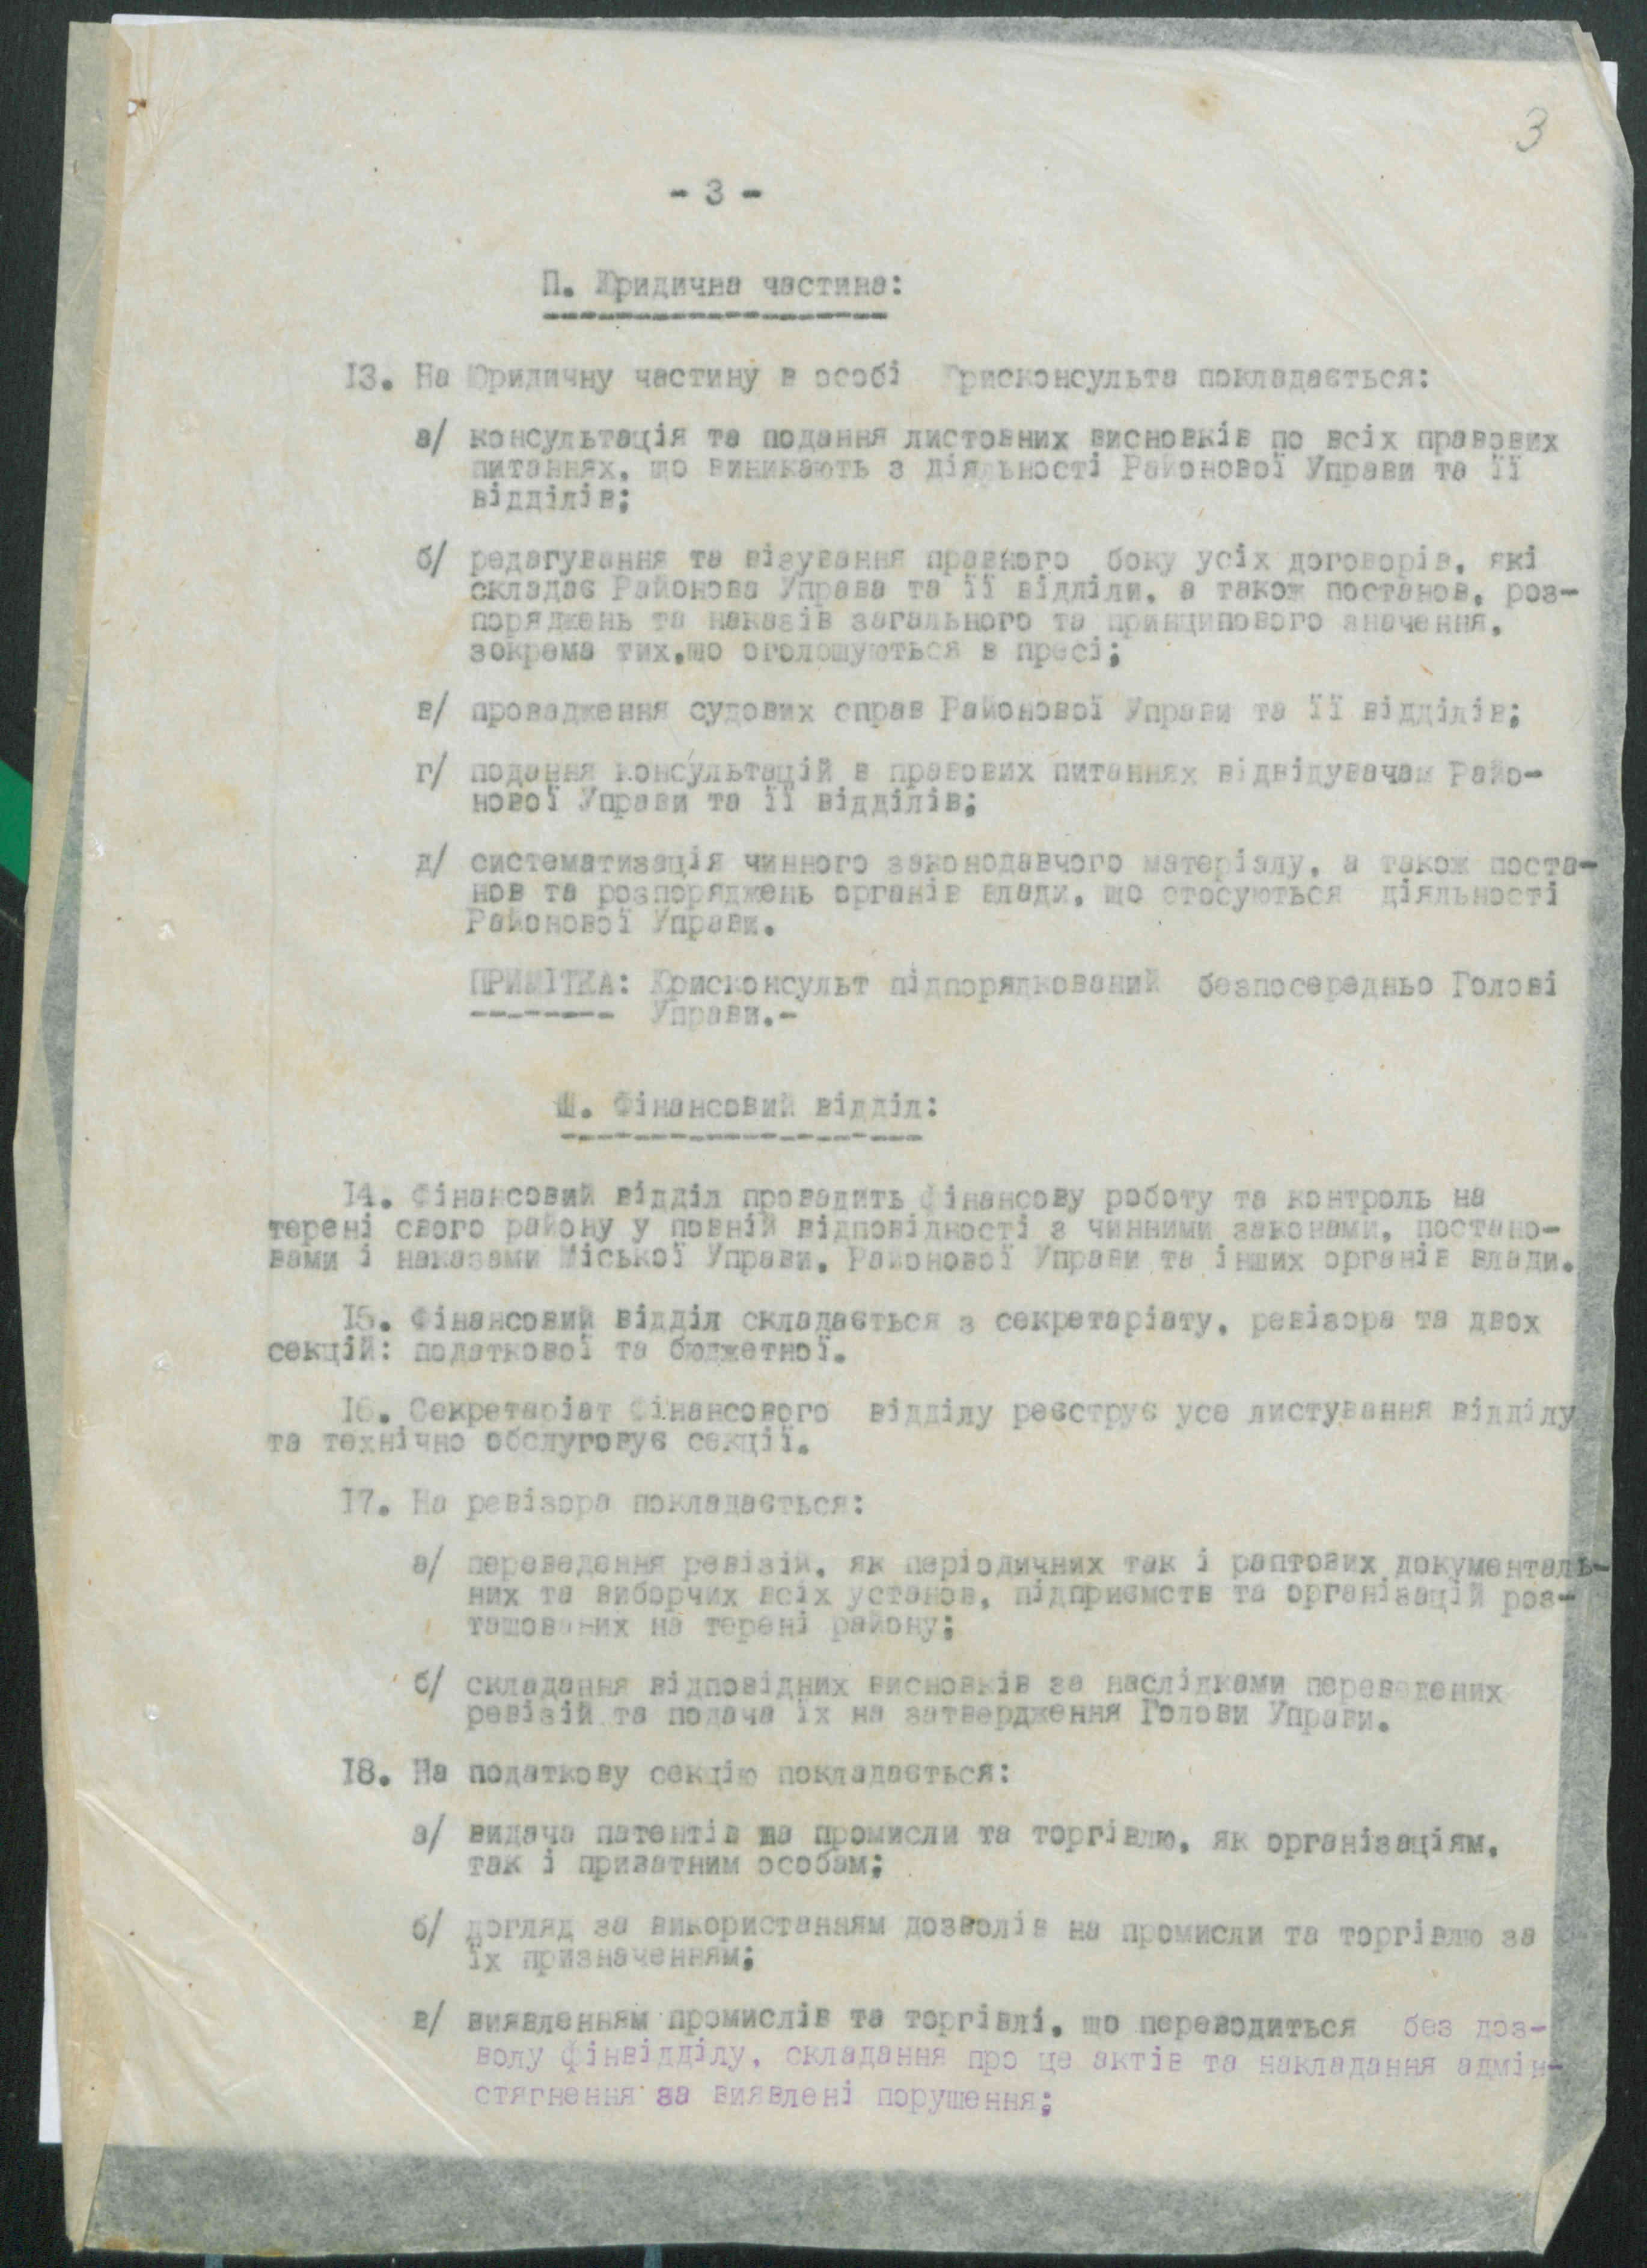 3
- 3 -
П. Юридична частина:
13. На Юридичну частину в особі Юрисконсульта покладається:
а/ консультація та подання листовних висновків по всіх правових
питаннях, що виникають з діяльності Районової Управи та її
відділів;
б/ редагування та візування правного боку усіх договорів, які
складає Районова Управа та її відділи, а також постанов, роз-
поряджень та наказів загального та принципового значення,
зокрема тих,що оголошуються в пресі;
в/ провадження судових справ Районової Управи та її відділів;
г/ подання консультацій в правових питаннях відвідувачам Райо-
нової Управи та її відділів;
д/ систематизація чинного законодавчого матеріалу, а також поста-
нов та розпоряджень органів влади, що стосуються діяльності
Районової Управи.
ПРИМІТКА: Юрисконсульт підпорядкований безпосередньо Голові
Управи.-
Ш. Фінансовий відділ:
14. Фінансовий відділ провадить фінансову роботу та контроль на
терені свого району у повній відповідності з чинними законами, постано-
вами і наказами Міської Управи, Районової Управи та інших органів влади.
15. Фінансовий відділ складається з секретаріату, ревізора та двох
секцій: податкової та бюджетної.
16. Секретаріат Фінансового відділу реєструє усе листування відділу
та технічно обслуговує секції.
17. На ревізора покладається:
а/ переведення ревізій, як періодичних так і раптових документаль-
них та виборчих всіх установ, підприємств та організацій роз-
ташованих на терені району;
б/ складання відповідних висновків за наслідками переведених
ревізій та подача їх на затвердження Голови Управи.
18. На податкову секцію покладається:
а/ видача патентів на промисли та торгівлю, як організаціям,
так і приватним особам;
б/ догляд за використанням дозволів на промисли та торгівлю за
їх призначенням;
в/ виявленням промислів та торгівлі, що переводиться без доз-
волу фінвідділу, складання про це актів та накладання адмін-
стягнення за виявлені порушення;